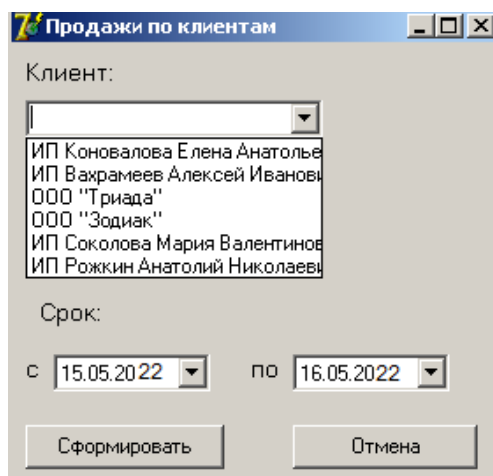 Продажи по клиентам
Клиент:
ИП Коновалова Елена Анатолье
ИП Вахрамеев Алексей Иванови
ООО "Триада"
ООО "Зодиак"
ИП Соколова Мария Валентинов
ИП Рожкин Анатолий Николаеви
Срок:
с 15.05.2022 по 16.05.2022
Сформировать Отмена